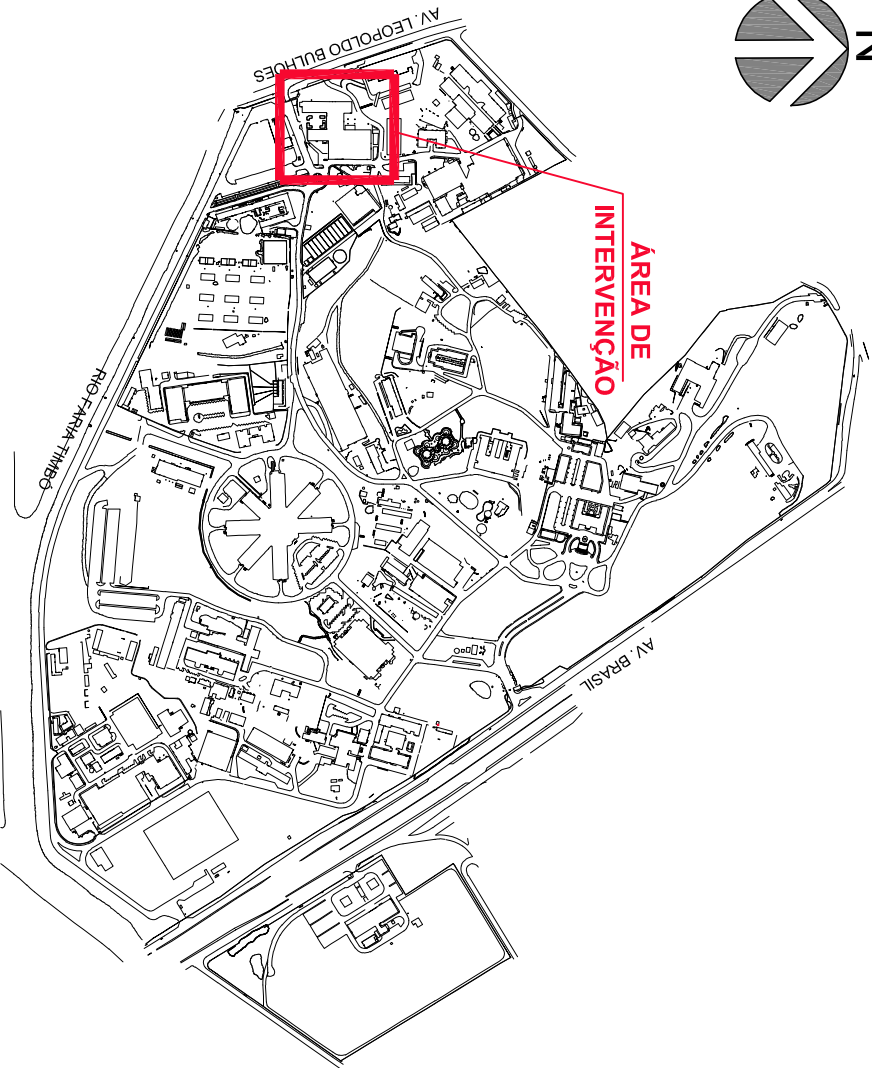 N
AV. LEOPOLDO BULHÕES
ÁREA DE
INTERVENÇÃO
RIO FARIA TIMBÓ
AV. BRASIL